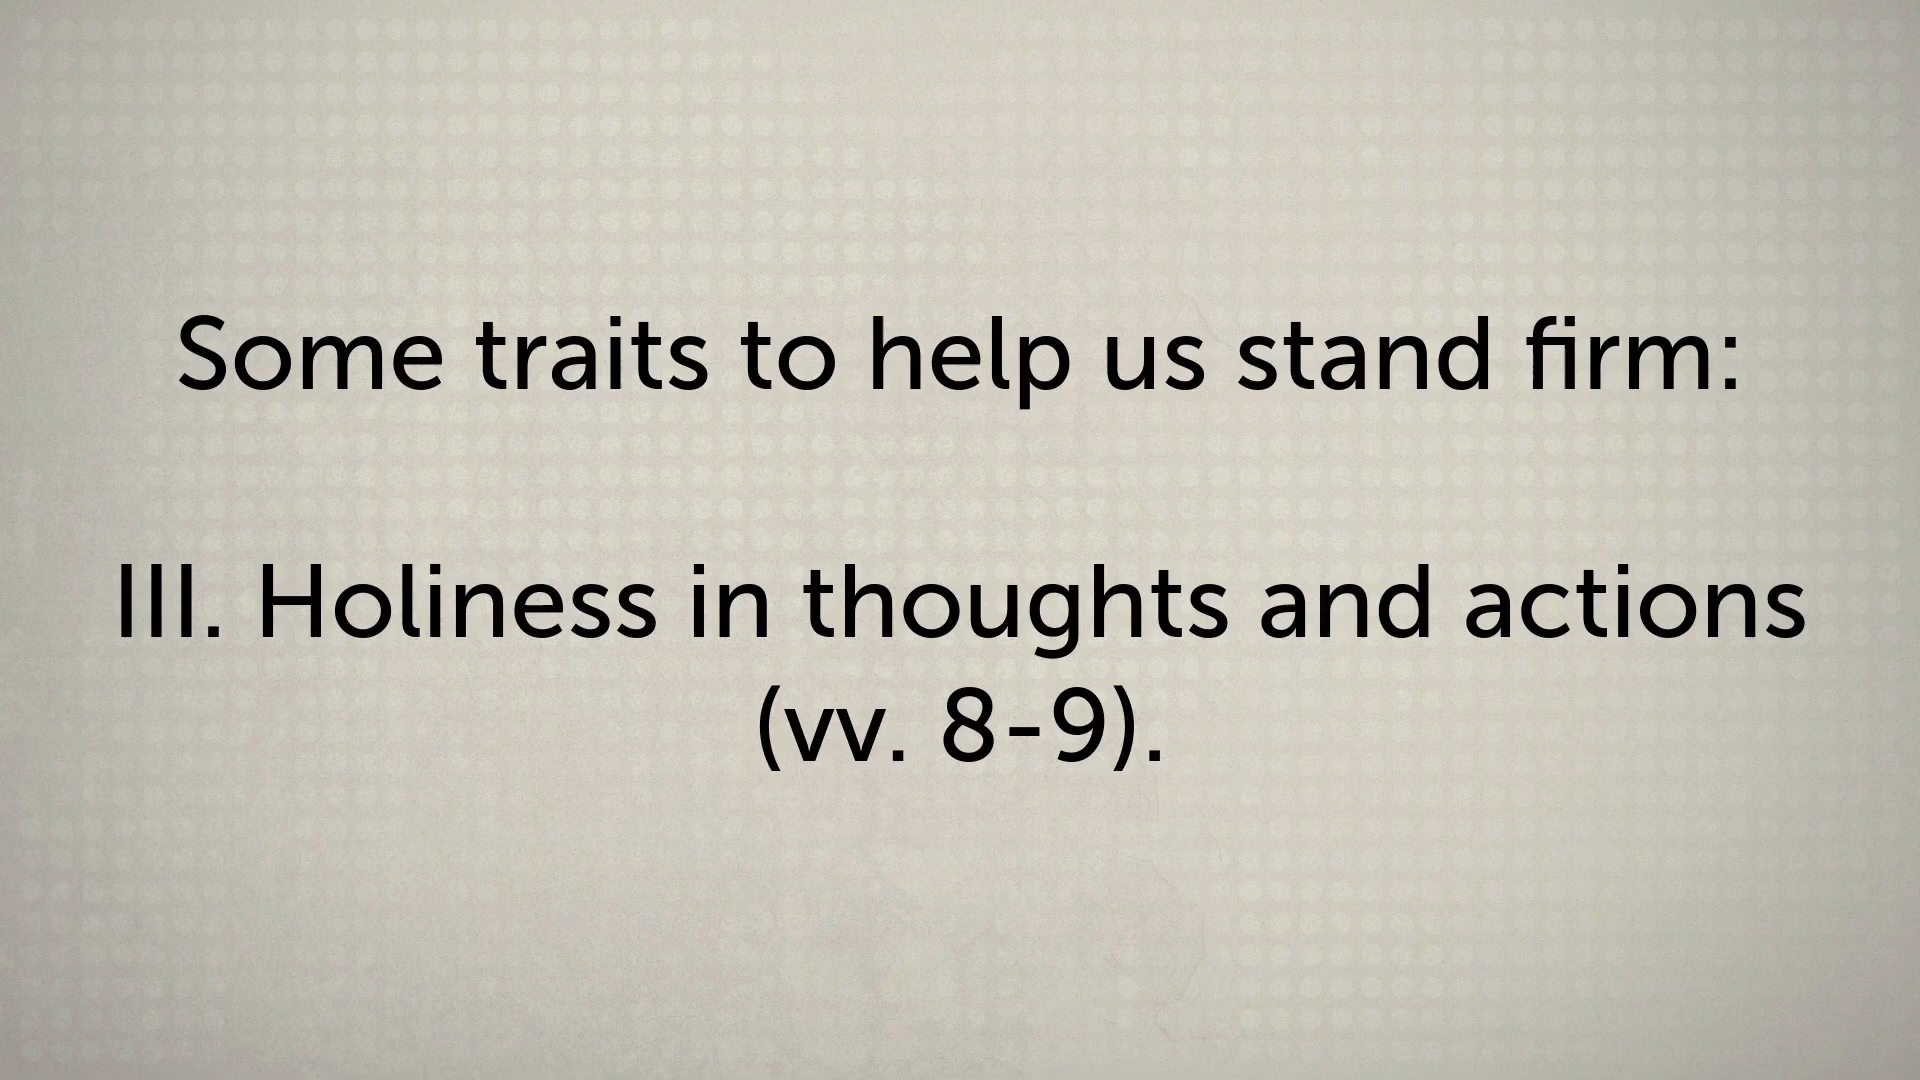 Some traits to help us stand firm:
III. Holiness in thoughts and actions
(vv. 8-9).